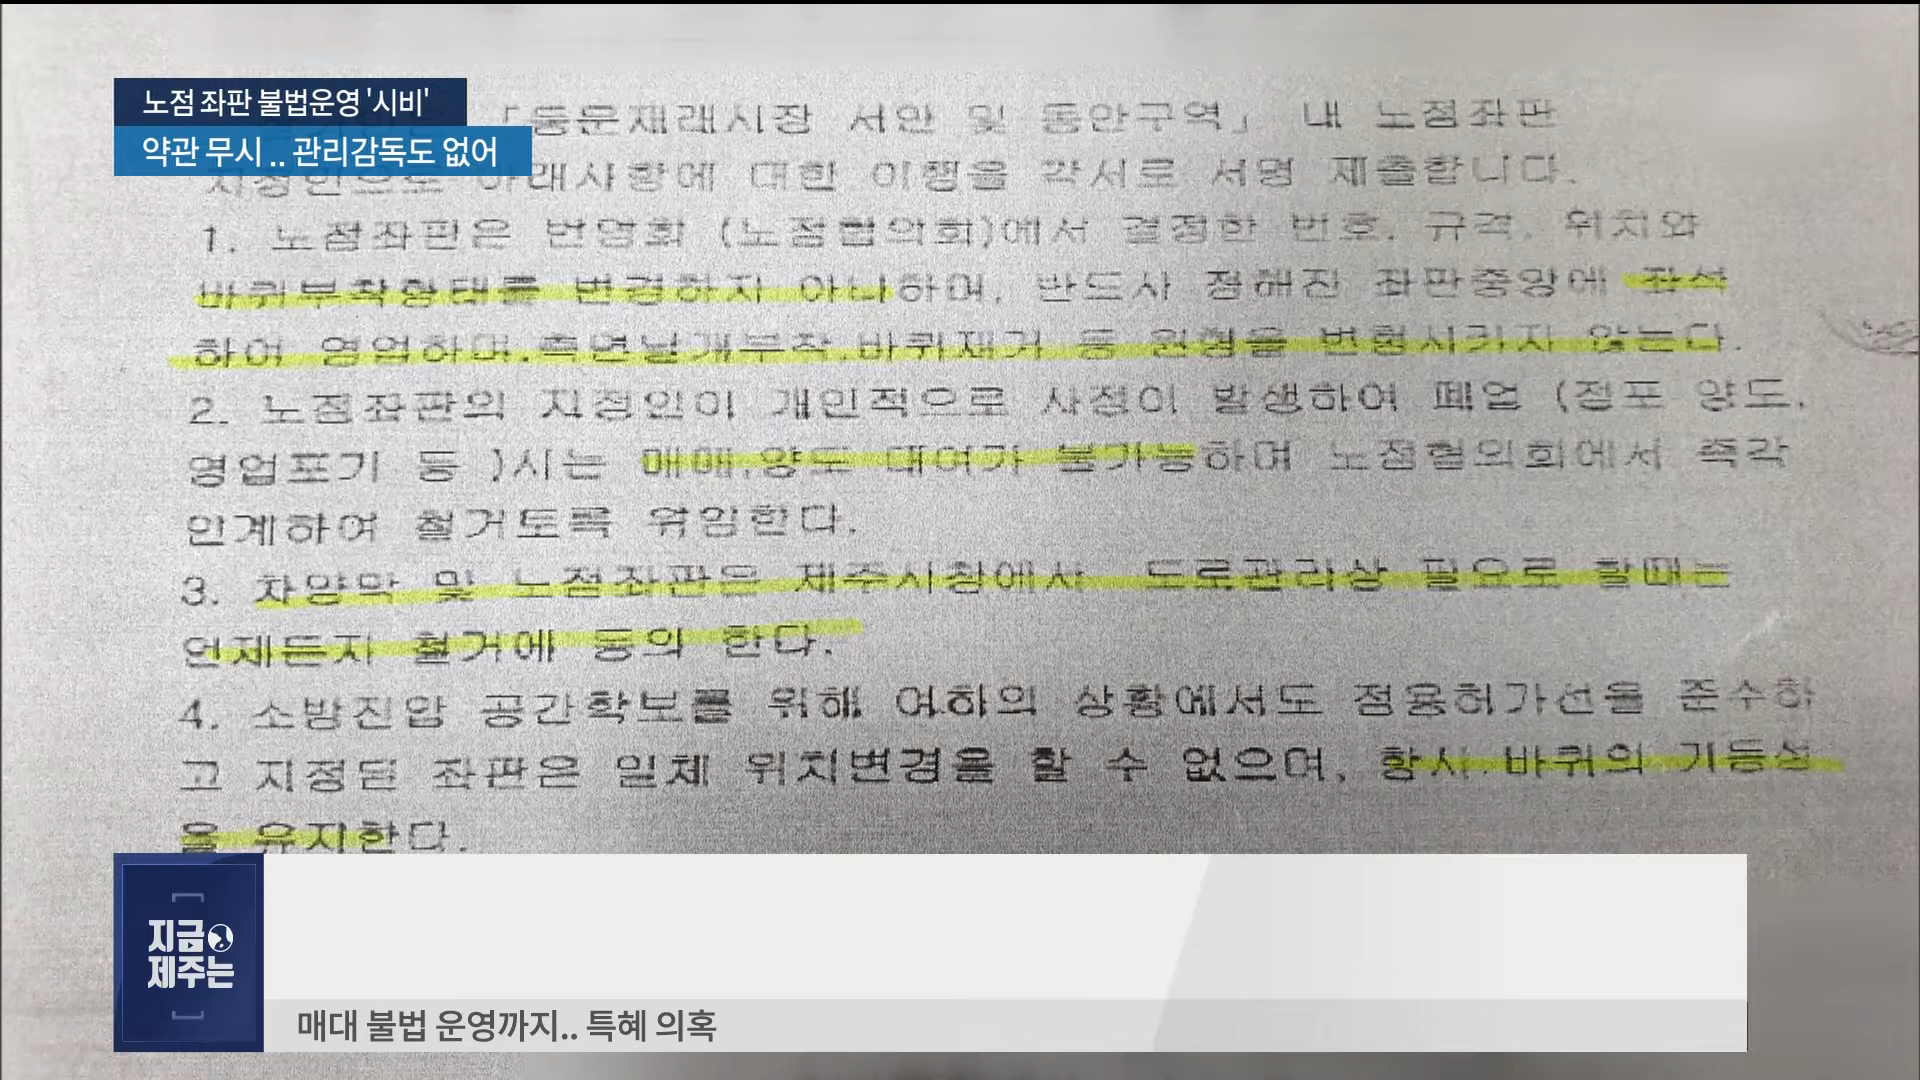 노점 좌판 불법운영 '시비'
약관 무시 .. 관리감독도 없어
「동문재래시장 서안 및 동안구역」 내 노점좌판
아래사항에 대한 이행을 각서로 서명 제출합니다.
1. 노점좌판은 번영회 (노점협의회)에서 결정한 번호, 규격, 위치와
바퀴부착형태를 변경하지 아니하며, 반드시 정해진 좌판중앙에 좌석
하여 영업하며,측면날개부착,바퀴제거 등 원형을 변형시키지 않는다.
2. 노점좌판의 지정인이 개인적으로 사정이 발생하여 폐업 (점포 양도,
영업포기 등 )시는 매매,양도 대여가 불가능하며 노점협의회에서 즉각
인계하여 철거토록 위임한다.
3. 차양막 및 노점좌판은 제주시청에서 도로관리상 필요로 할때는
언제든지 철거에 동의 한다.
4. 소방진압 공간확보를 위해 여하의 상황에서도 점용허가선을 준수하
고 지정된 좌판은 일체 위치변경을 할 수 없으며, 항시 바퀴의 기능성
을 유지한다.
지금
제주는
매대 불법 운영까지.. 특혜 의혹